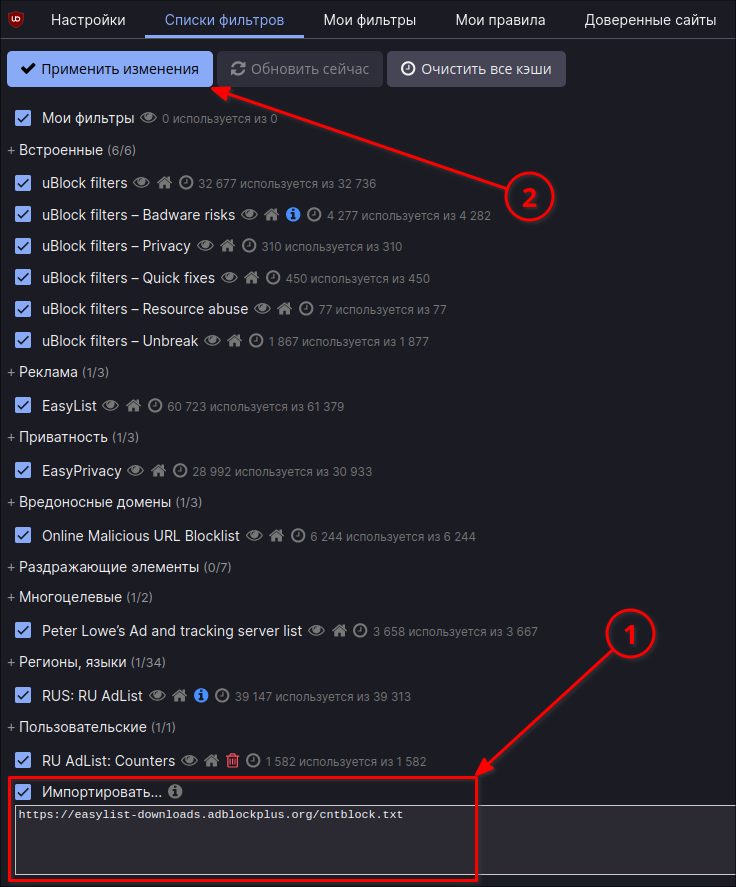 Настройки Списки фильтров Мои фильтры Мои правила Доверенные сайты
Применить изменения Обновить сейчас Очистить все кэши
Мои фильтры 0 используется из 0
+ Встроенные (6/6)
uBlock filters 32 677 используется из 32 736
2
uBlock filters – Badware risks 4 277 используется из 4 282
uBlock filters – Privacy 310 используется из 310
uBlock filters – Quick fixes 450 используется из 450
uBlock filters – Resource abuse 77 используется из 77
uBlock filters – Unbreak 1 867 используется из 1 877
+ Реклама (1/3)
EasyList 60 723 используется из 61 379
+ Приватность (1/3)
EasyPrivacy 28 992 используется из 30 933
+ Вредоносные домены (1/3)
Online Malicious URL Blocklist 6 244 используется из 6 244
+ Раздражающие элементы (0/7)
+ Многоцелевые (1/2)
Peter Lowe’s Ad and tracking server list 3 658 используется из 3 667
1
+ Регионы, языки (1/34)
RUS: RU AdList 39 147 используется из 39 313
+ Пользовательские (1/1)
RU AdList: Counters 1 582 используется из 1 582
Импортировать...
https://easylist-downloads.adblockplus.org/cntblock.txt